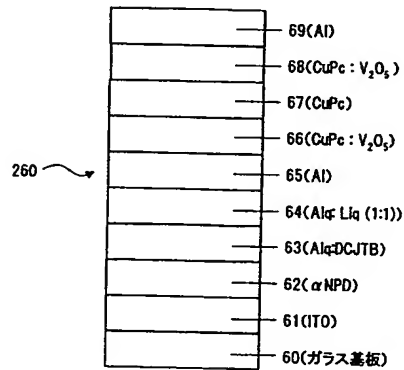 69(Al)
68(CuPc : V₂O₅)
67(CuPc)
66(CuPc : V₂O₅)
260
65(Al)
64(Alq: Liq (1:1))
63(Alq:DCJTB)
62(αNPD)
61(ITO)
60(ガラス基板)